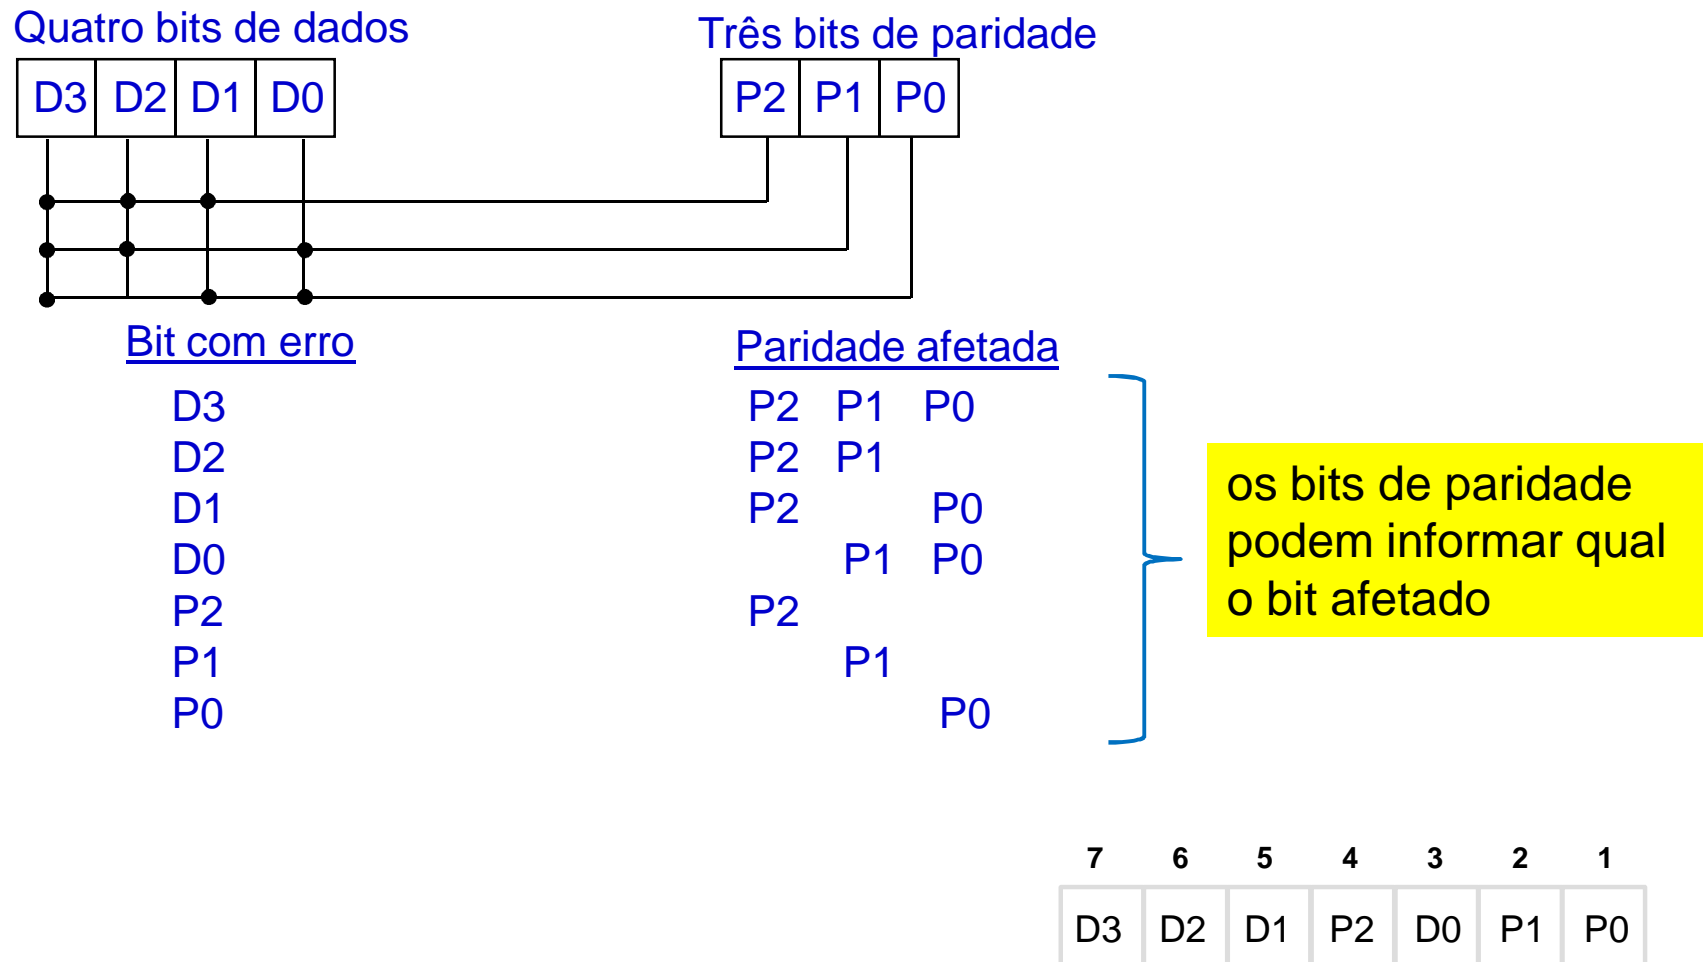 Quatro bits de dados
Três bits de paridade
D3 D2 D1 D0
P2 P1 P0
Bit com erro
Paridade afetada
D3 P2 P1 P0
D2 P2 P1
D1 P2 P0
D0 P1 P0
P2 P2
P1 P1
P0 P0
os bits de paridade
podem informar qual
o bit afetado
7 6 5 4 3 2 1
D3 D2 D1 P2 D0 P1 P0